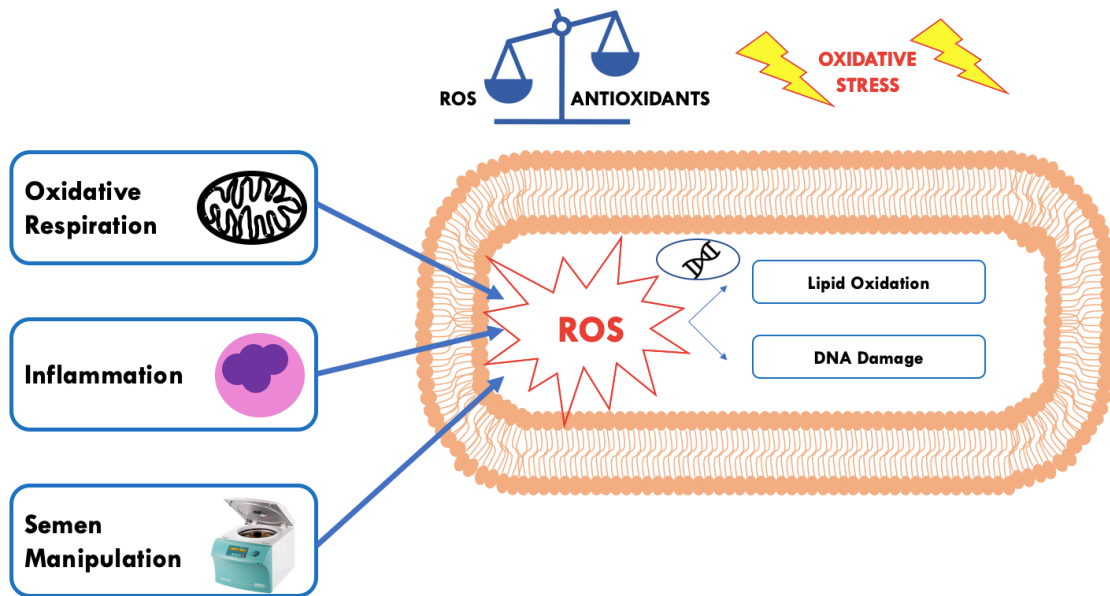 ROS
ANTIOXIDANTS
OXIDATIVE
STRESS
Oxidative
Respiration
Inflammation
Semen
Manipulation
ROS
Lipid Oxidation
DNA Damage